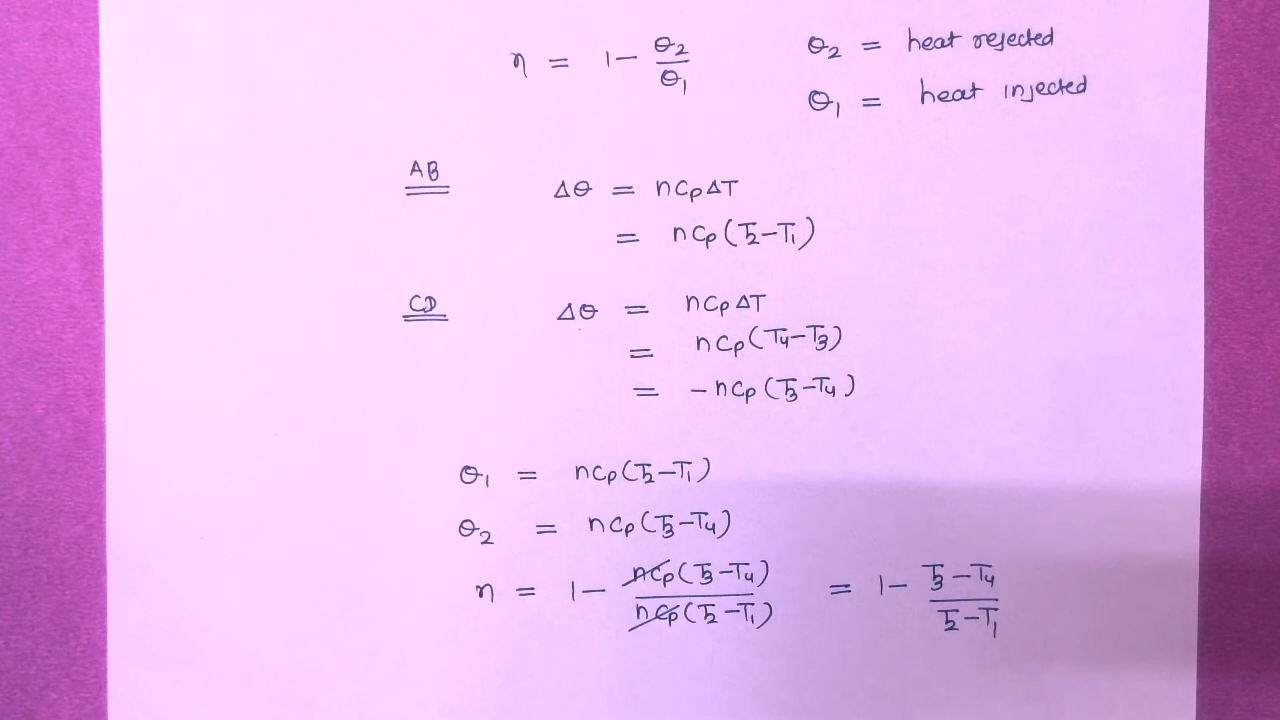 η = 1 - θ₂/θ₁ θ₂ = heat rejected
θ₁ = heat injected
AB Δθ = nCpΔT
= nCp(T₂-T₁)
CD Δθ = nCpΔT
= nCp(T₄-T₃)
= -nCp(T₃-T₄)
θ₁ = nCp(T₂-T₁)
θ₂ = nCp(T₃-T₄)
η = 1 - nCp(T₃-T₄)/nCp(T₂-T₁) = 1 - T₃-T₄/T₂-T₁